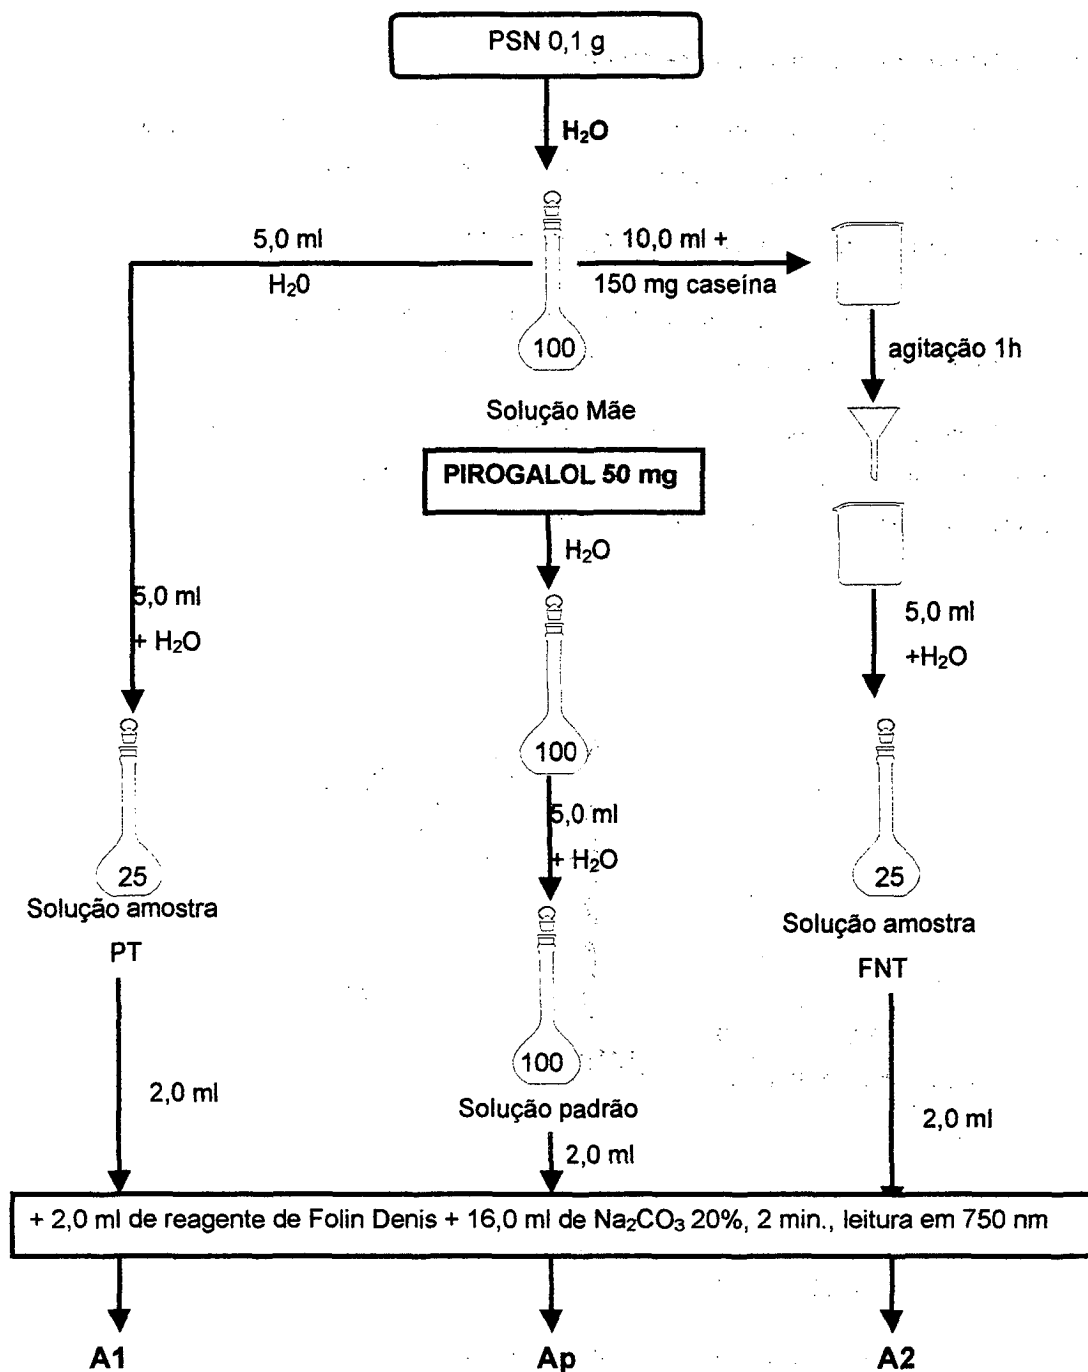 PSN 0,1 g
H₂O
5,0 ml
H₂0
10,0 ml +
150 mg caseína
100
agitação 1h
Solução Mãe
PIROGALOL 50 mg
H₂O
5,0 ml
+ H₂O
5,0 ml
+H₂O
100
5,0 ml
+ H₂O
25
Solução amostra
PT
25
Solução amostra
FNT
100
Solução padrão
2,0 ml
2,0 ml
2,0 ml
+ 2,0 ml de reagente de Folin Denis + 16,0 ml de Na₂CO₃ 20%, 2 min., leitura em 750 nm
A1
Ap
A2